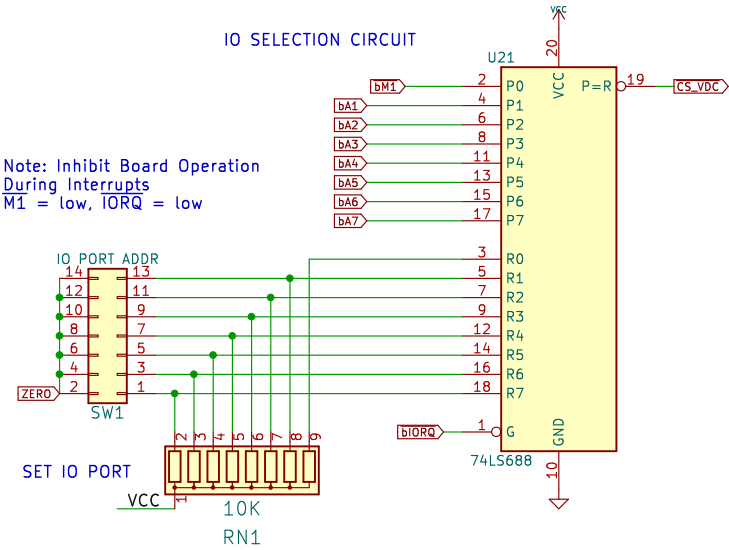 VCC
IO SELECTION CIRCUIT
U21
20
VCC
bM1 2 P0 P=R 19 CS_VDC
bA1 4 P1
bA2 6 P2
bA3 8 P3
bA4 11 P4
bA5 13 P5
bA6 15 P6
bA7 17 P7
Note: Inhibit Board Operation
During Interrupts
M1 = low, IORQ = low
IO PORT ADDR
3 R0
14 13 5 R1
12 11 7 R2
10 9 9 R3
8 7 12 R4
6 5 14 R5
4 3 16 R6
ZERO 2 1 18 R7
SW1
bIORQ 1 G
GND
2 3 4 5 6 7 8 9
74LS688
10
SET IO PORT
VCC
1
10K
RN1